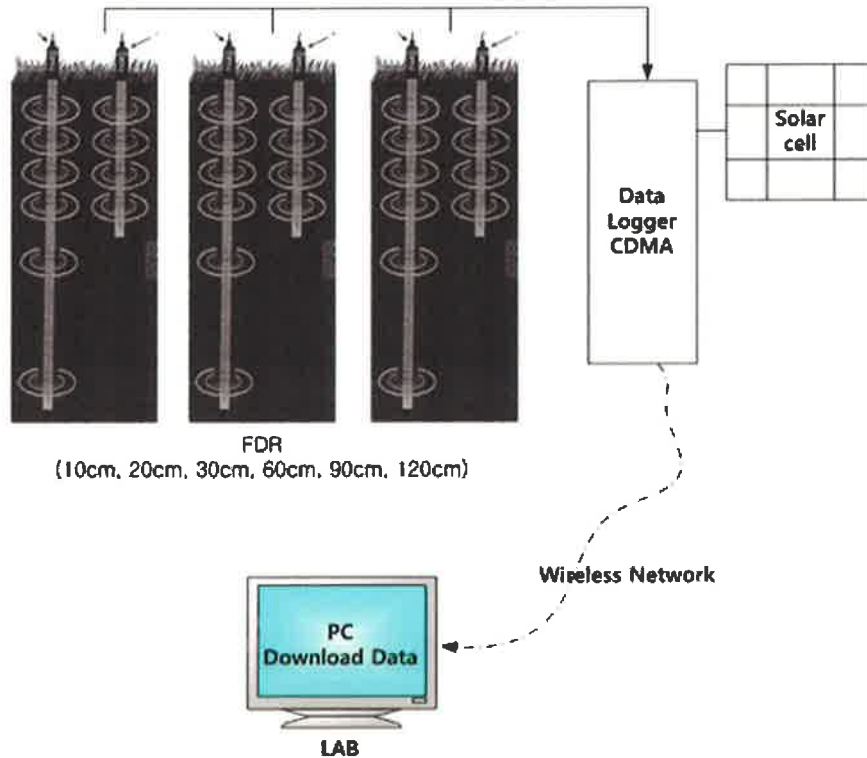 Solar
cell
Data
Logger
CDMA
FDR
(10cm, 20cm, 30cm, 60cm, 90cm, 120cm)
Wireless Network
PC
Download Data
LAB